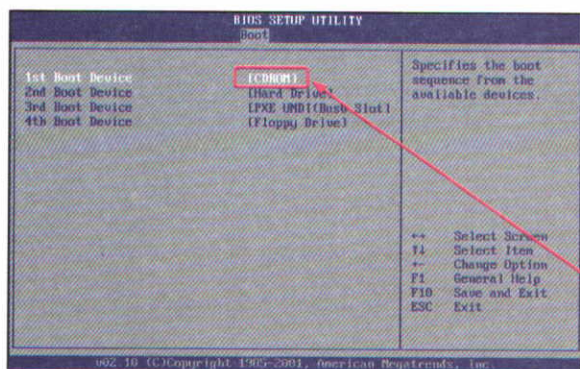 BIOS SETUP UTILITY
Boot
1st Boot Device [CDROM]
2nd Boot Device [Hard Drive]
3rd Boot Device [PXE UNDI(Bus0 Slot]
4th Boot Device [Floppy Drive]
Specifies the boot
sequence from the
available devices.
↔ Select Screen
↑↓ Select Item
+- Change Option
F1 General Help
F10 Save and Exit
ESC Exit
v02.10 (C)Copyright 1985-2001, American Megatrends, Inc.